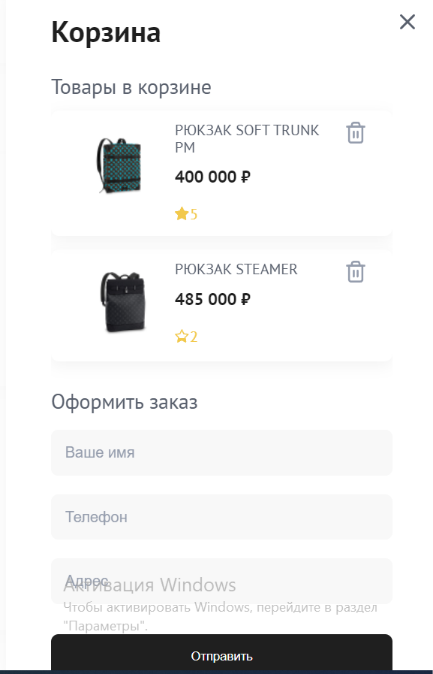 Корзина
Товары в корзине
РЮКЗАК SOFT TRUNK
PM
400 000 ₽
5
РЮКЗАК STEAMER
485 000 ₽
2
Оформить заказ
Ваше имя
Телефон
Адрес
Активация Windows
Чтобы активировать Windows, перейдите в раздел
"Параметры".
Отправить